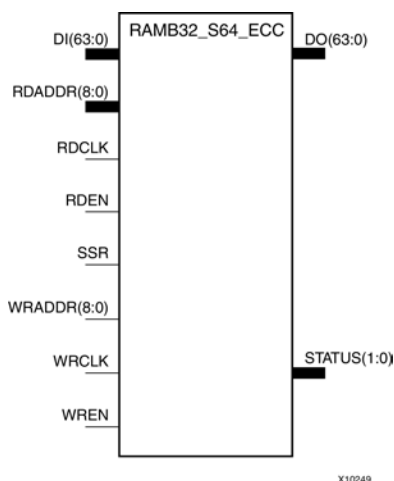 RAMB32_S64_ECC
DI(63:0)
DO(63:0)
RDADDR(8:0)
RDCLK
RDEN
SSR
WRADDR(8:0)
WRCLK
STATUS(1:0)
WREN
X10249